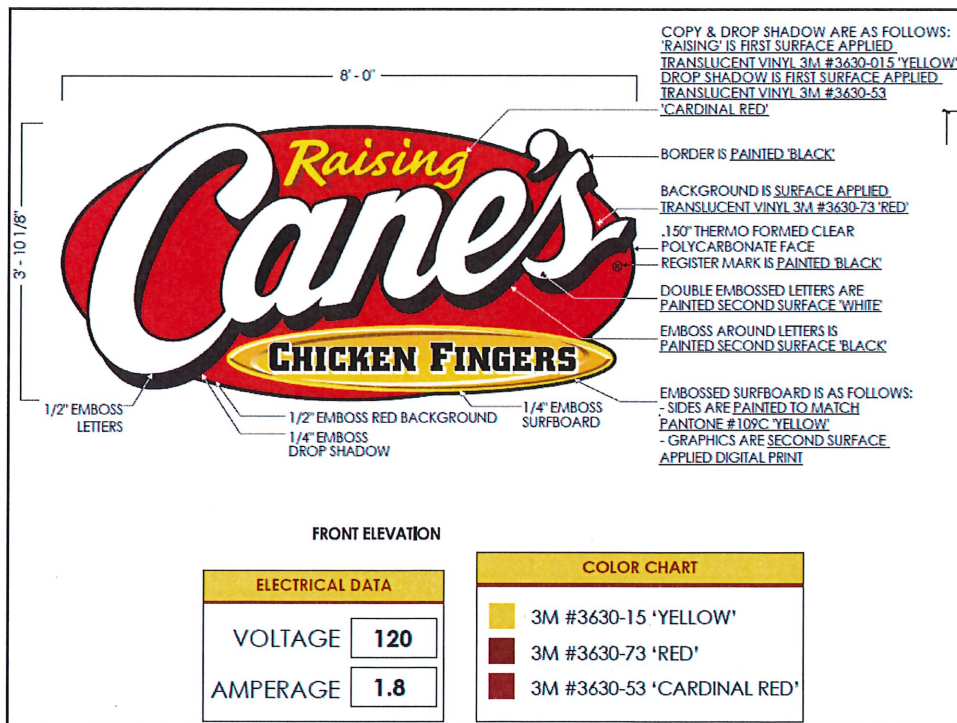 COPY & DROP SHADOW ARE AS FOLLOWS:
'RAISING' IS FIRST SURFACE APPLIED
TRANSLUCENT VINYL 3M #3630-015 'YELLOW'
DROP SHADOW IS FIRST SURFACE APPLIED
TRANSLUCENT VINYL 3M #3630-53
'CARDINAL RED'
8' - 0"
3' - 10 1/8"
Raising
Cane's
CHICKEN FINGERS
®
BORDER IS PAINTED 'BLACK'
BACKGROUND IS SURFACE APPLIED
TRANSLUCENT VINYL 3M #3630-73 'RED'
.150" THERMO FORMED CLEAR
POLYCARBONATE FACE
REGISTER MARK IS PAINTED 'BLACK'
DOUBLE EMBOSSED LETTERS ARE
PAINTED SECOND SURFACE 'WHITE'
EMBOSS AROUND LETTERS IS
PAINTED SECOND SURFACE 'BLACK'
EMBOSSED SURFBOARD IS AS FOLLOWS:
- SIDES ARE PAINTED TO MATCH
PANTONE #109C 'YELLOW'
- GRAPHICS ARE SECOND SURFACE
APPLIED DIGITAL PRINT
1/2" EMBOSS
LETTERS
1/2" EMBOSS RED BACKGROUND
1/4" EMBOSS
DROP SHADOW
1/4" EMBOSS
SURFBOARD
FRONT ELEVATION
ELECTRICAL DATA
VOLTAGE 120
AMPERAGE 1.8
COLOR CHART
3M #3630-15 'YELLOW'
3M #3630-73 'RED'
3M #3630-53 'CARDINAL RED'